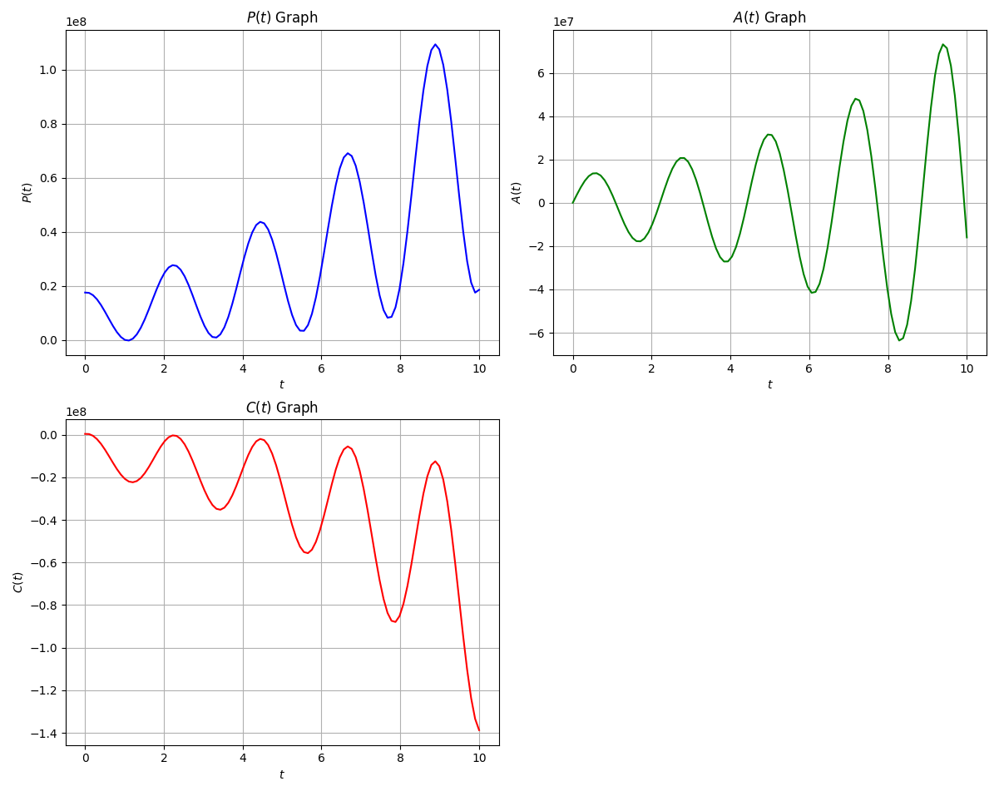 P(t) Graph
1e8
P(t)
1.0
0.8
0.6
0.4
0.2
0.0
0 2 4 6 8 10
t
A(t) Graph
1e7
A(t)
6
4
2
0
−2
−4
−6
0 2 4 6 8 10
t
C(t) Graph
1e8
C(t)
0.0
−0.2
−0.4
−0.6
−0.8
−1.0
−1.2
−1.4
0 2 4 6 8 10
t